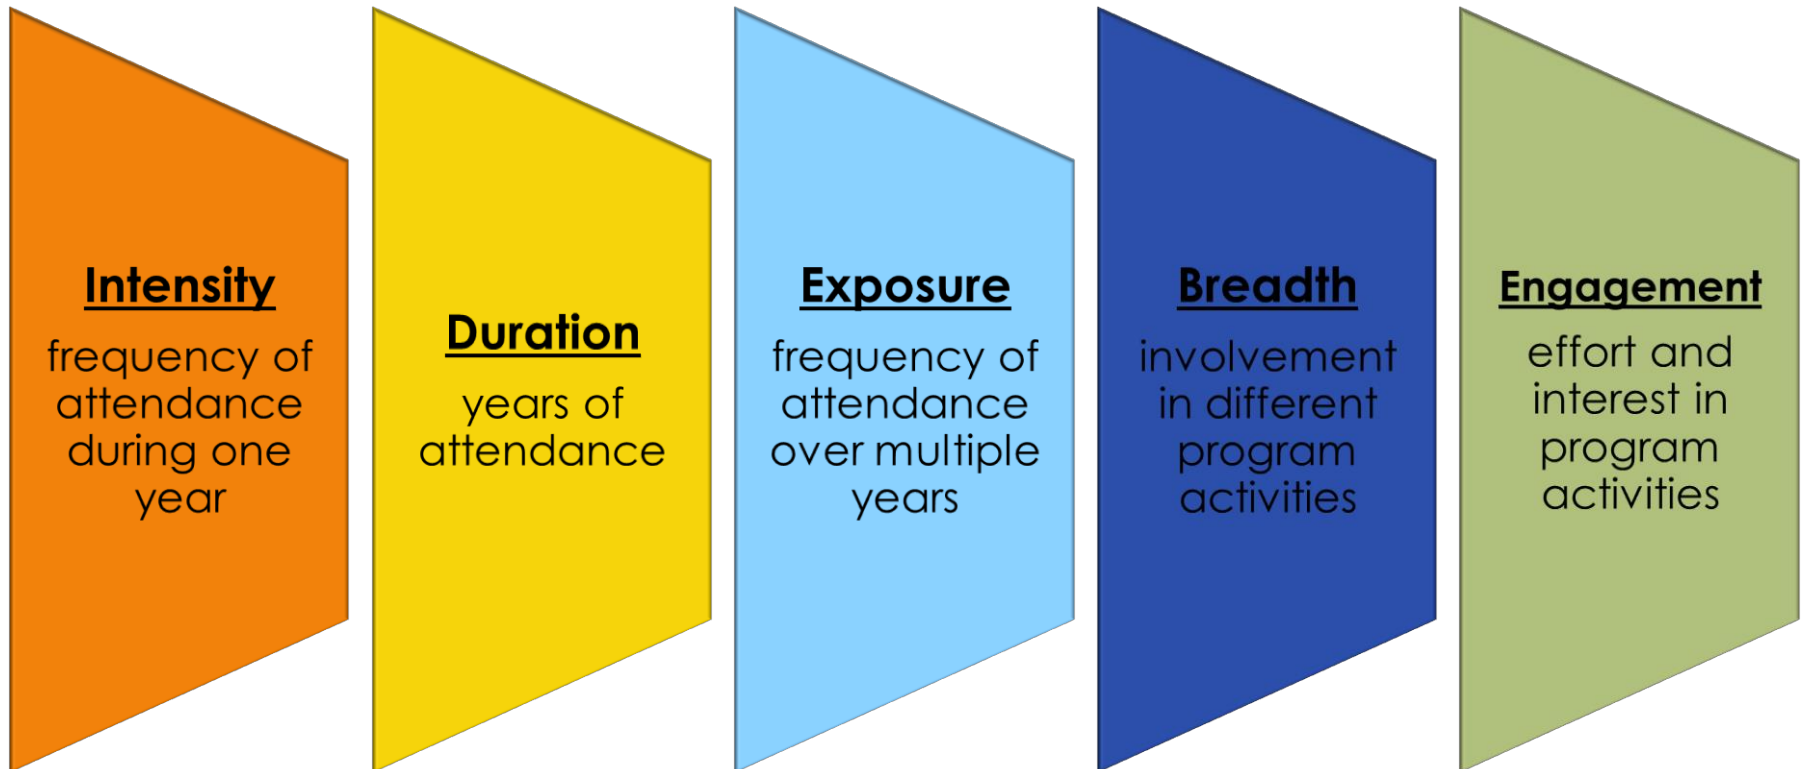 Intensity
frequency of
attendance
during one
year
Duration
years of
attendance
Exposure
frequency of
attendance
over multiple
years
Breadth
involvement
in different
program
activities
Engagement
effort and
interest in
program
activities